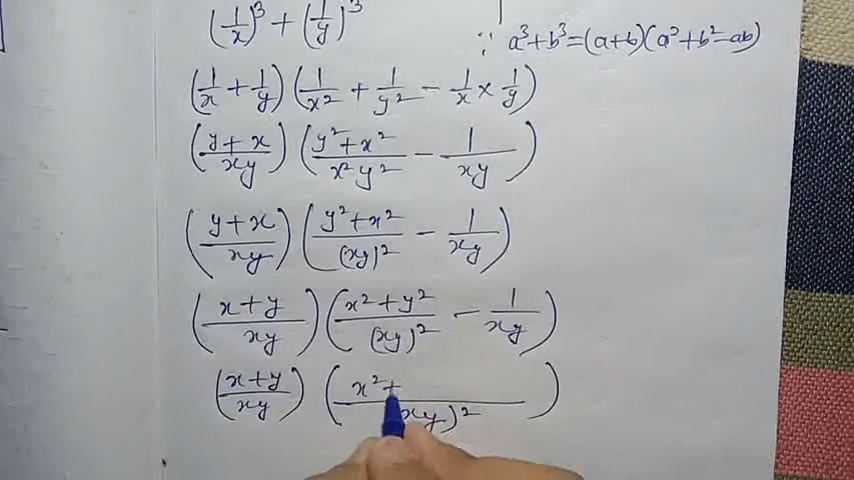 (1/x)³ + (1/y)³
∵ a³+b³=(a+b)(a²+b²-ab)
(1/x + 1/y) (1/x² + 1/y² - 1/x × 1/y)
((y+x)/xy) ((y²+x²)/x²y² - 1/xy)
((y+x)/xy) ((y²+x²)/(xy)² - 1/xy)
((x+y)/xy) ((x²+y²)/(xy)² - 1/xy)
((x+y)/xy) ((x²+)/(xy)²)